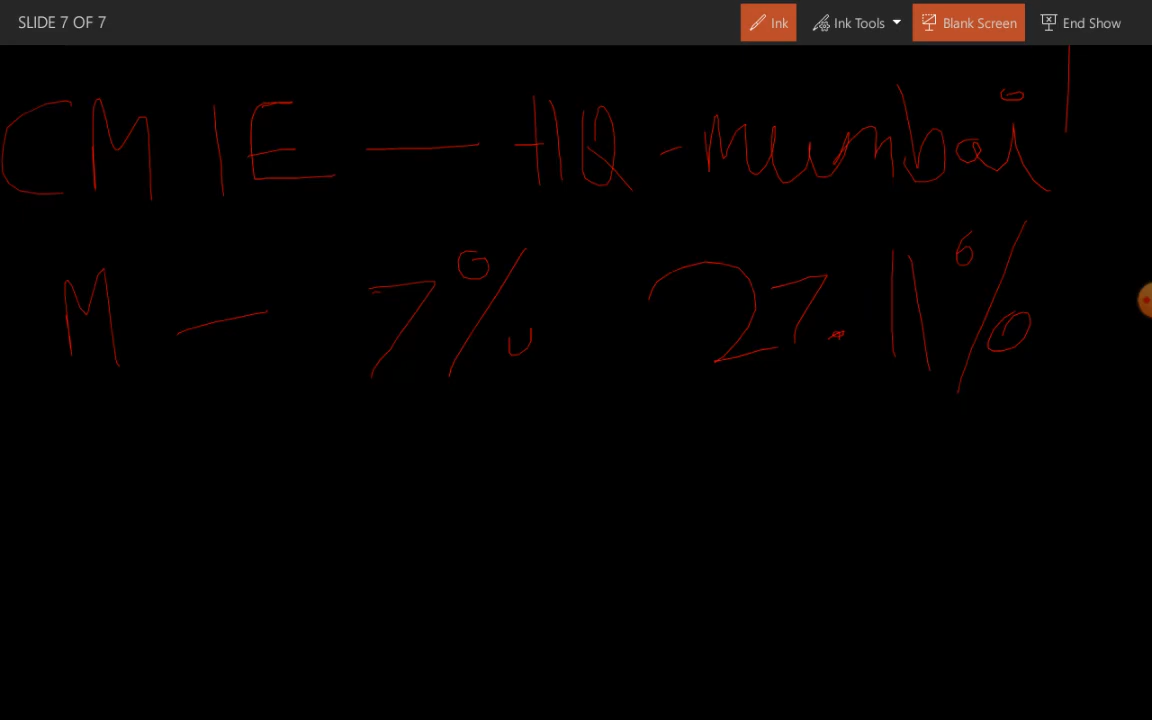 SLIDE 7 OF 7 Ink Ink Tools Blank Screen End Show
CMIE — HQ - Mumbai
M — 7% 27.11%